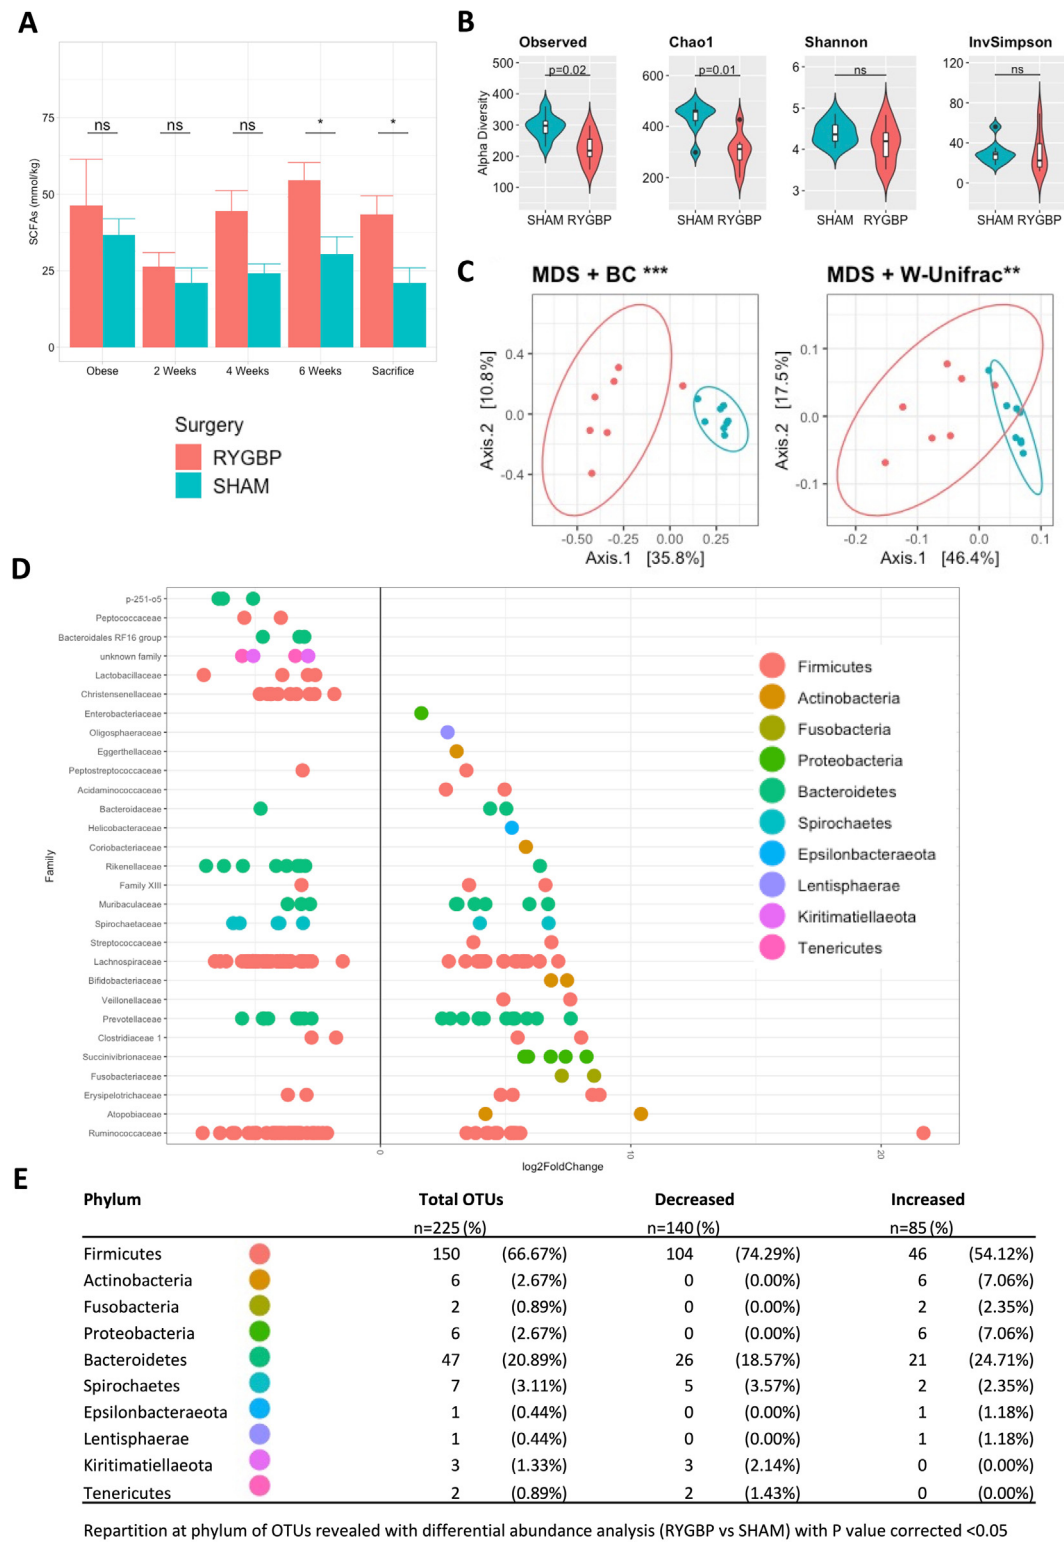 A
75
50
25
0
SCFAs (mmol/kg)
ns
ns
ns
*
*
Obese 2 Weeks 4 Weeks 6 Weeks Sacrifice
Surgery
RYGBP
SHAM
B
Observed Chao1 Shannon InvSimpson
Alpha Diversity
500
400
300
200
100
p=0.02
SHAM RYGBP
600
400
200
p=0.01
SHAM RYGBP
6
5
4
3
ns
SHAM RYGBP
120
80
40
0
ns
SHAM RYGBP
C
MDS + BC ***
Axis.2 [10.8%]
0.4
0.0
-0.4
-0.50 -0.25 0.00 0.25
Axis.1 [35.8%]
MDS + W-Unifrac**
Axis.2 [17.5%]
0.1
0.0
-0.1
-0.2 -0.1 0.0 0.1
Axis.1 [46.4%]
D
Family
p-251-o5
Peptococcaceae
Bacteroidales RF16 group
unknown family
Lactobacillaceae
Christensenellaceae
Enterobacteriaceae
Oligosphaeraceae
Eggerthellaceae
Peptostreptococcaceae
Acidaminococcaceae
Bacteroidaceae
Helicobacteraceae
Coriobacteriaceae
Rikenellaceae
Family XIII
Muribaculaceae
Spirochaetaceae
Streptococcaceae
Lachnospiraceae
Bifidobacteriaceae
Veillonellaceae
Prevotellaceae
Clostridiaceae 1
Succinivibrionaceae
Fusobacteriaceae
Erysipelotrichaceae
Atopobiaceae
Ruminococcaceae
0 10 20
log2FoldChange
Firmicutes
Actinobacteria
Fusobacteria
Proteobacteria
Bacteroidetes
Spirochaetes
Epsilonbacteraeota
Lentisphaerae
Kiritimatiellaeota
Tenericutes
E
Phylum Total OTUs Decreased Increased
n=225 (%) n=140 (%) n=85 (%)
Firmicutes 150 (66.67%) 104 (74.29%) 46 (54.12%)
Actinobacteria 6 (2.67%) 0 (0.00%) 6 (7.06%)
Fusobacteria 2 (0.89%) 0 (0.00%) 2 (2.35%)
Proteobacteria 6 (2.67%) 0 (0.00%) 6 (7.06%)
Bacteroidetes 47 (20.89%) 26 (18.57%) 21 (24.71%)
Spirochaetes 7 (3.11%) 5 (3.57%) 2 (2.35%)
Epsilonbacteraeota 1 (0.44%) 0 (0.00%) 1 (1.18%)
Lentisphaerae 1 (0.44%) 0 (0.00%) 1 (1.18%)
Kiritimatiellaeota 3 (1.33%) 3 (2.14%) 0 (0.00%)
Tenericutes 2 (0.89%) 2 (1.43%) 0 (0.00%)
Repartition at phylum of OTUs revealed with differential abundance analysis (RYGBP vs SHAM) with P value corrected <0.05